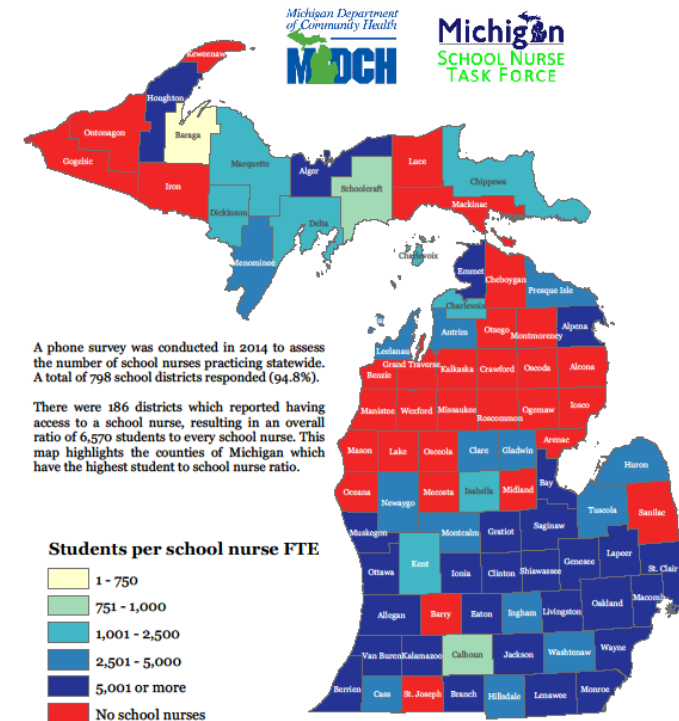 Michigan Department
of Community Health
MDCH
Michigan
SCHOOL NURSE
TASK FORCE
Keweenaw
Houghton
Ontonagon
Baraga
Gogebic
Marquette
Iron
Alger
Luce
Schoolcraft
Chippewa
Mackinac
Dickinson
Delta
Menominee
Charlevoix
Emmet
Cheboygan
Presque Isle
Charlevoix
Antrim
Otsego
Montmorency
Alpena
Leelanau
Grand Traverse
Benzie
Kalkaska
Crawford
Oscoda
Alcona
Manistee
Wexford
Missaukee
Roscommon
Ogemaw
Iosco
Mason
Lake
Osceola
Clare
Gladwin
Arenac
Huron
Oceana
Newaygo
Mecosta
Isabella
Midland
Bay
Tuscola
Sanilac
Muskegon
Montcalm
Gratiot
Saginaw
Ottawa
Kent
Ionia
Clinton
Shiawassee
Genesee
Lapeer
St. Clair
Allegan
Barry
Eaton
Ingham
Livingston
Oakland
Macomb
Van Buren
Kalamazoo
Calhoun
Jackson
Washtenaw
Wayne
Berrien
Cass
St. Joseph
Branch
Hillsdale
Lenawee
Monroe
A phone survey was conducted in 2014 to assess
the number of school nurses practicing statewide.
A total of 798 school districts responded (94.8%).
There were 186 districts which reported having
access to a school nurse, resulting in an overall
ratio of 6,570 students to every school nurse. This
map highlights the counties of Michigan which
have the highest student to school nurse ratio.
Students per school nurse FTE
1 - 750
751 - 1,000
1,001 - 2,500
2,501 - 5,000
5,001 or more
No school nurses